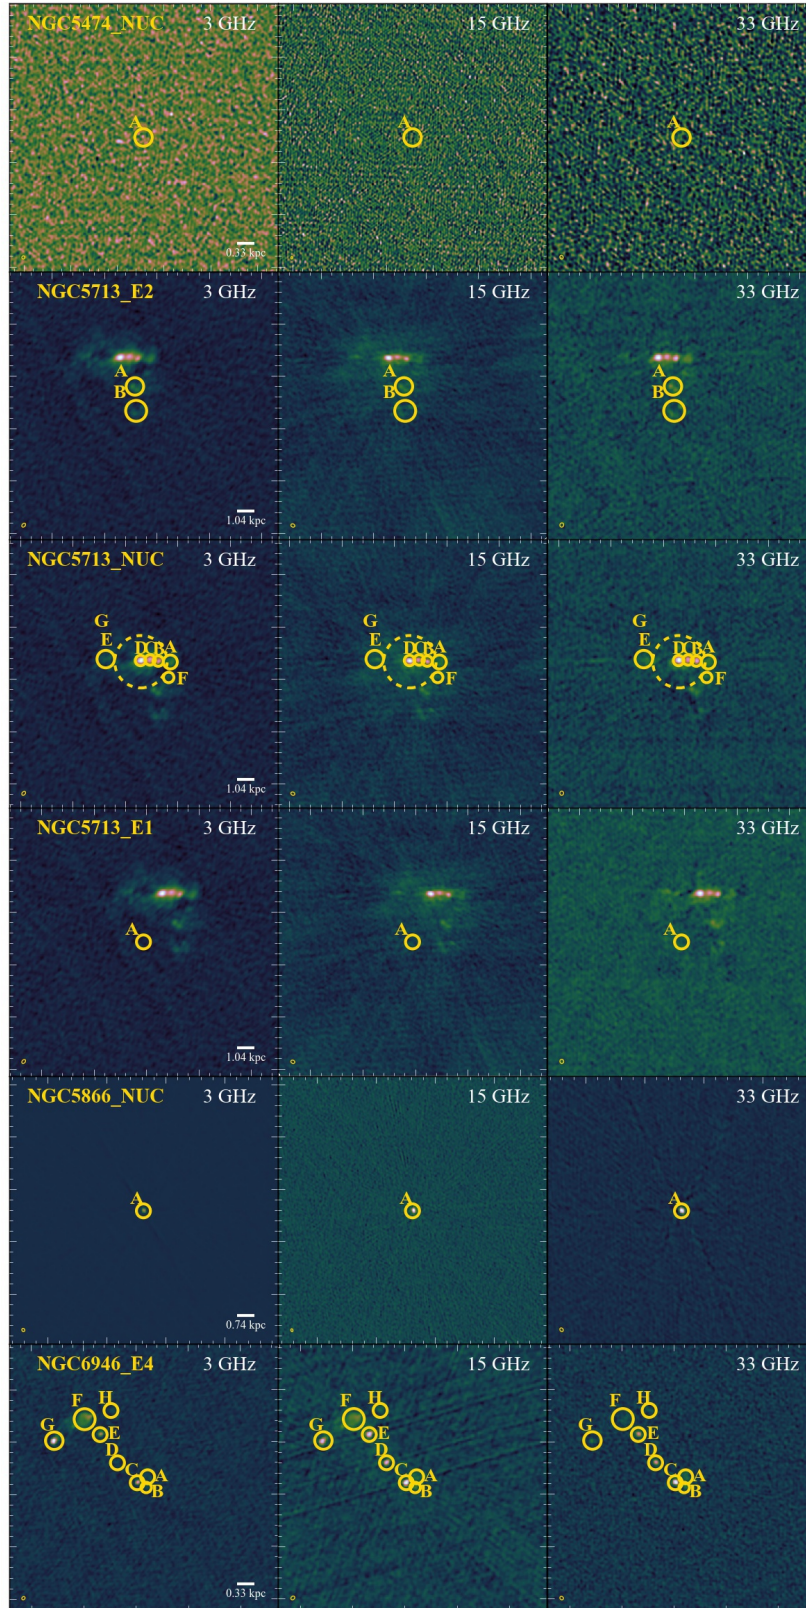 NGC5474_NUC 3 GHz 15 GHz 33 GHz
A A A
0.33 kpc
NGC5713_E2 3 GHz 15 GHz 33 GHz
A A A
B B B
1.04 kpc
NGC5713_NUC 3 GHz 15 GHz 33 GHz
G G G
E DCBA E DCBA E DCBA
F F F
1.04 kpc
NGC5713_E1 3 GHz 15 GHz 33 GHz
A A A
1.04 kpc
NGC5866_NUC 3 GHz 15 GHz 33 GHz
A A A
0.74 kpc
NGC6946_E4 3 GHz 15 GHz 33 GHz
F H F H F H
G E G E G E
D D D
C A C A C A
B B B
0.33 kpc